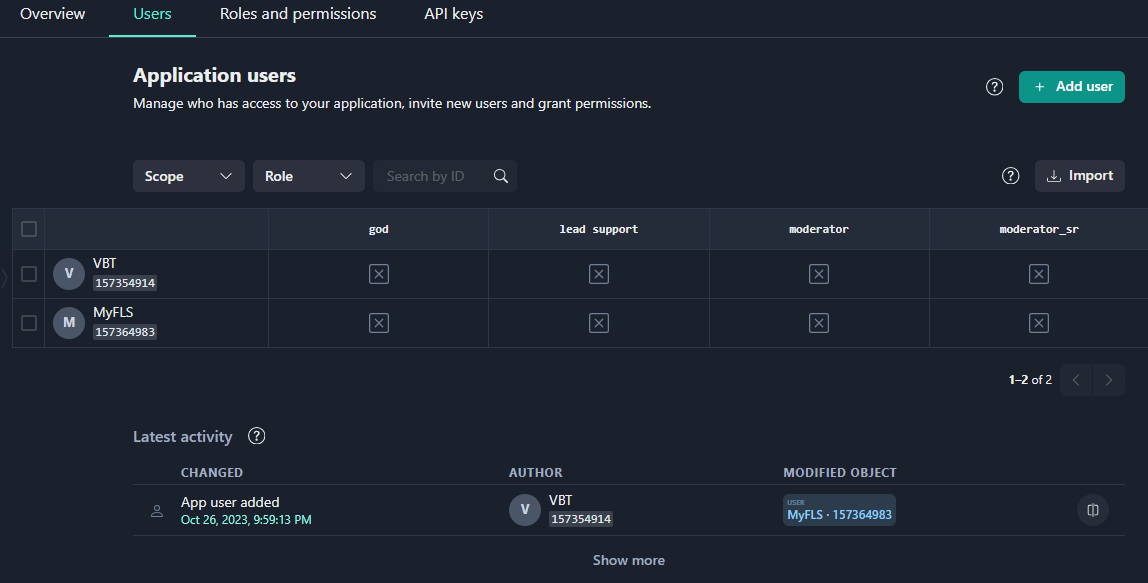 Overview Users Roles and permissions API keys
Application users
Manage who has access to your application, invite new users and grant permissions.
? + Add user
Scope Role Search by ID ? Import
god lead support moderator moderator_sr
V VBT
157354914
M MyFLS
157364983
1–2 of 2
Latest activity ?
CHANGED AUTHOR MODIFIED OBJECT
App user added
Oct 26, 2023, 9:59:13 PM
V VBT
157354914
USER
MyFLS · 157364983
Show more